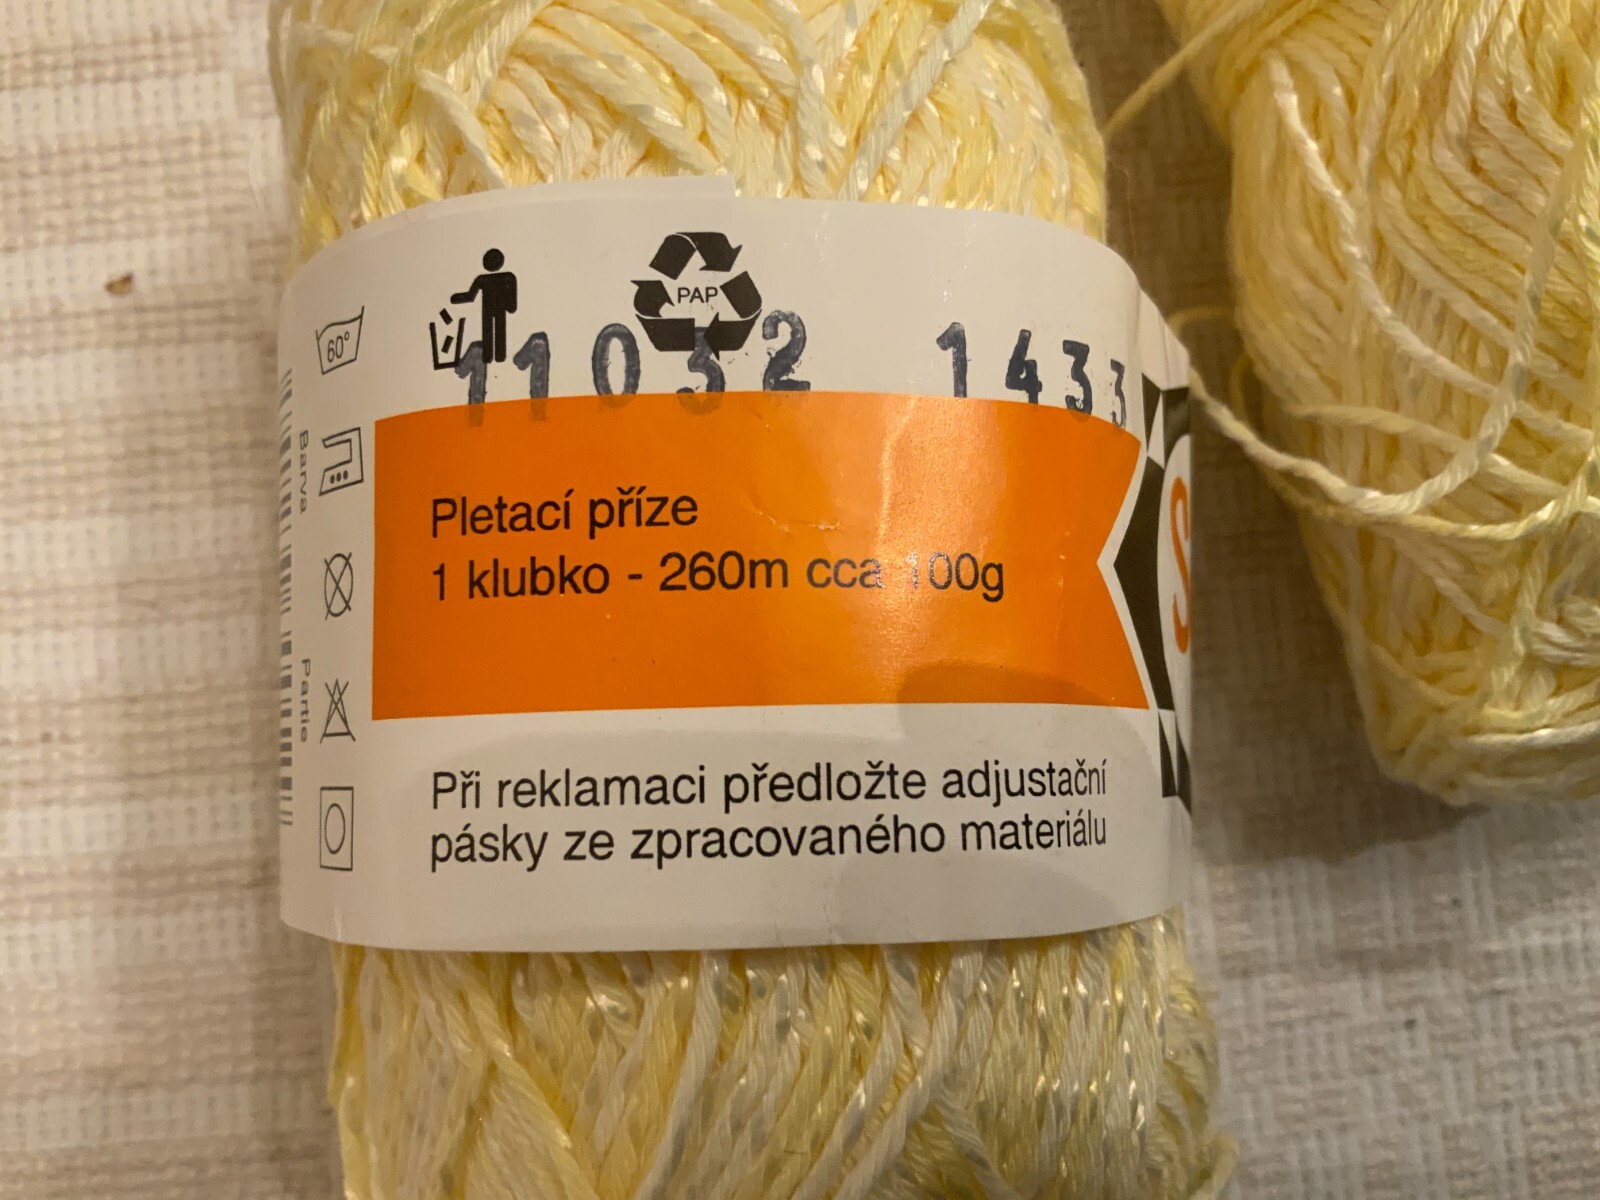 60°
Barva
Partie
PAP
11032 1433
Pletací příze
1 klubko - 260m cca 100g
Při reklamaci předložte adjustační
pásky ze zpracovaného materiálu
S